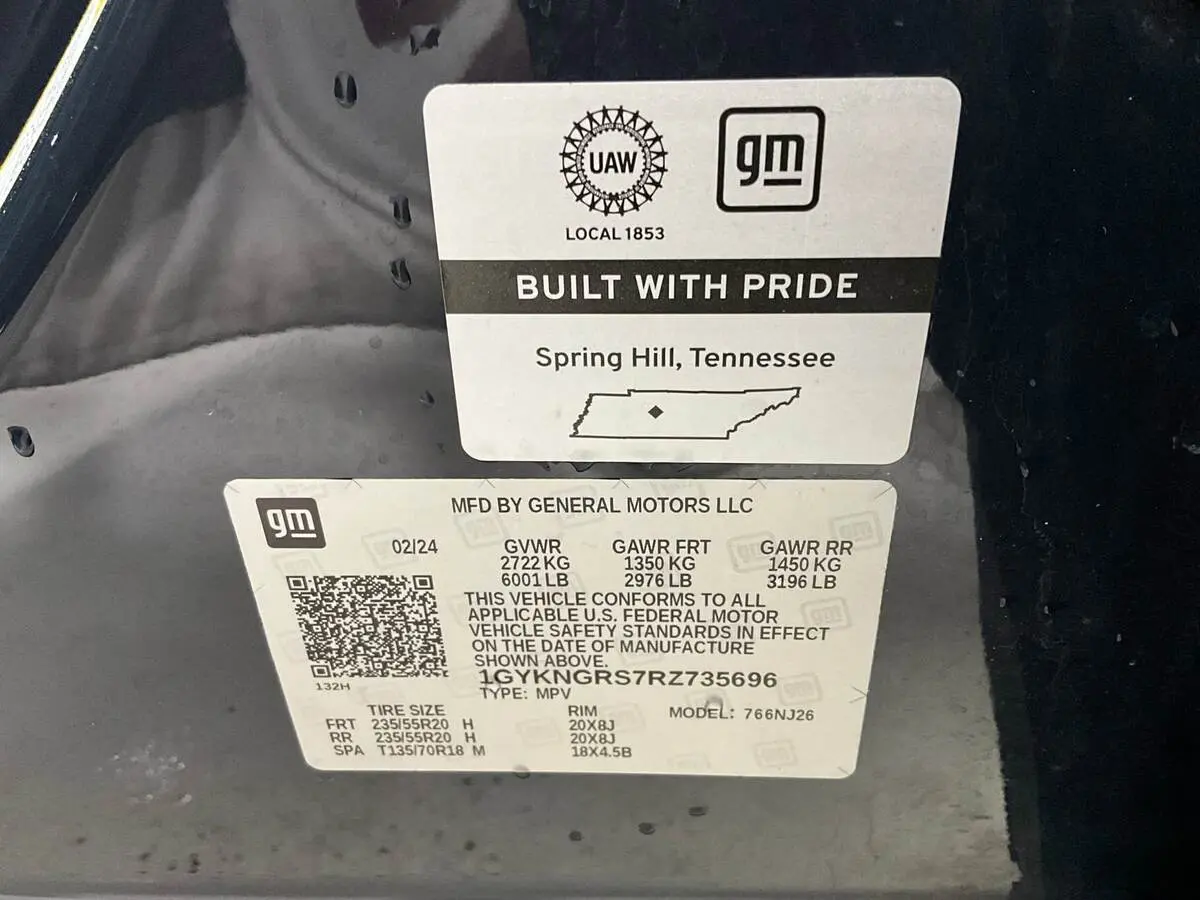 UAW
gm
LOCAL 1853
BUILT WITH PRIDE
Spring Hill, Tennessee
gm
MFD BY GENERAL MOTORS LLC
02/24 GVWR GAWR FRT GAWR RR
2722 KG 1350 KG 1450 KG
6001 LB 2976 LB 3196 LB
THIS VEHICLE CONFORMS TO ALL
APPLICABLE U.S. FEDERAL MOTOR
VEHICLE SAFETY STANDARDS IN EFFECT
ON THE DATE OF MANUFACTURE
SHOWN ABOVE.
1GYKNGRS7RZ735696
132H
TYPE: MPV
TIRE SIZE RIM MODEL: 766NJ26
FRT 235/55R20 H 20X8J
RR 235/55R20 H 20X8J
SPA T135/70R18 M 18X4.5B